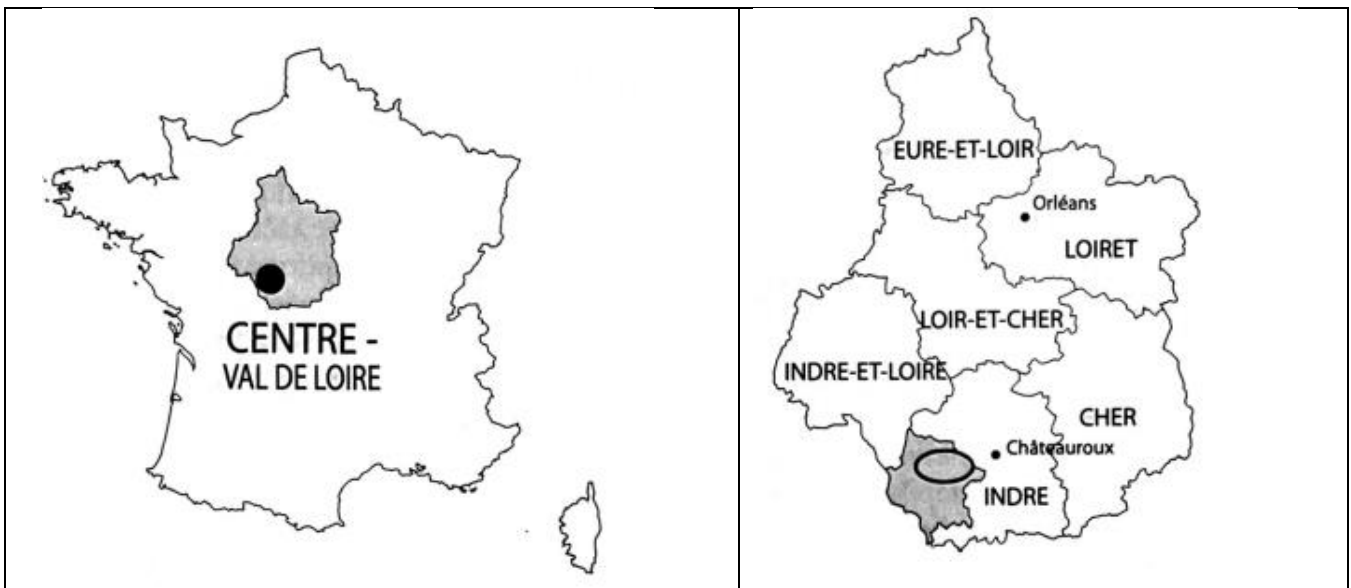 CENTRE -
VAL DE LOIRE
EURE-ET-LOIR
Orléans
LOIRET
LOIR-ET-CHER
INDRE-ET-LOIRE
CHER
Châteauroux
INDRE